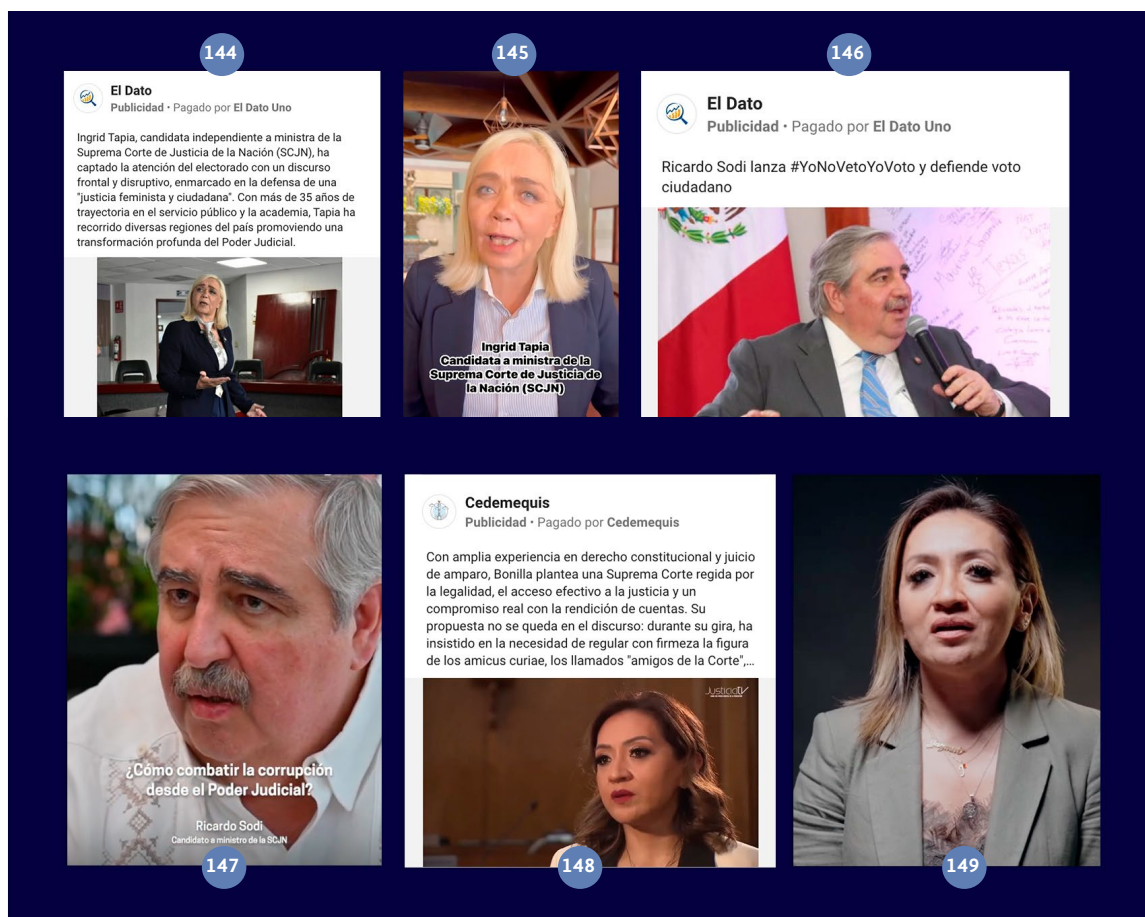 144
El Dato
Publicidad • Pagado por El Dato Uno
Ingrid Tapia, candidata independiente a ministra de la
Suprema Corte de Justicia de la Nación (SCJN), ha
captado la atención del electorado con un discurso
frontal y disruptivo, enmarcado en la defensa de una
"justicia feminista y ciudadana". Con más de 35 años de
trayectoria en el servicio público y la academia, Tapia ha
recorrido diversas regiones del país promoviendo una
transformación profunda del Poder Judicial.
145
Ingrid Tapia
Candidata a ministra de la
Suprema Corte de Justicia de
la Nación (SCJN)
146
El Dato
Publicidad • Pagado por El Dato Uno
Ricardo Sodi lanza #YoNoVetoYoVoto y defiende voto
ciudadano
¿Cómo combatir la corrupción
desde el Poder Judicial?
Ricardo Sodi
Candidato a ministro de la SCJN
147
Cedemequis
Publicidad • Pagado por Cedemequis
Con amplia experiencia en derecho constitucional y juicio
de amparo, Bonilla plantea una Suprema Corte regida por
la legalidad, el acceso efectivo a la justicia y un
compromiso real con la rendición de cuentas. Su
propuesta no se queda en el discurso: durante su gira, ha
insistido en la necesidad de regular con firmeza la figura
de los amicus curiae, los llamados "amigos de la Corte",...
JusticiaTV
148
149